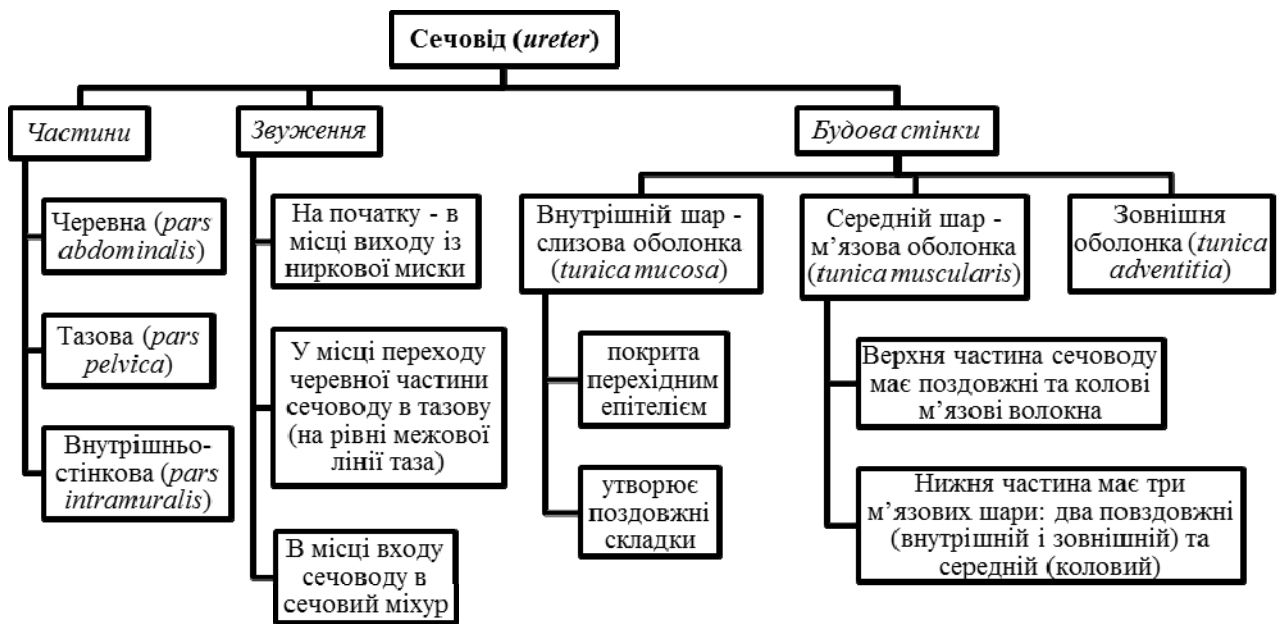 Сечовід (ureter)
Частини
Звуження
Будова стінки
Черевна (pars
abdominalis)
Тазова (pars
pelvica)
Внутрішньо-
стінкова (pars
intramuralis)
На початку - в
місці виходу із
ниркової миски
У місці переходу
черевної частини
сечоводу в тазову
(на рівні межової
лінії таза)
В місці входу
сечоводу в
сечовий міхур
Внутрішній шар -
слизова оболонка
(tunica mucosa)
покрита
перехідним
епітелієм
утворює
поздовжні
складки
Середній шар -
м’язова оболонка
(tunica muscularis)
Верхня частина сечоводу
має поздовжні та колові
м’язові волокна
Нижня частина має три
м’язових шари: два повздовжні
(внутрішній і зовнішній) та
середній (коловий)
Зовнішня
оболонка (tunica
adventitia)